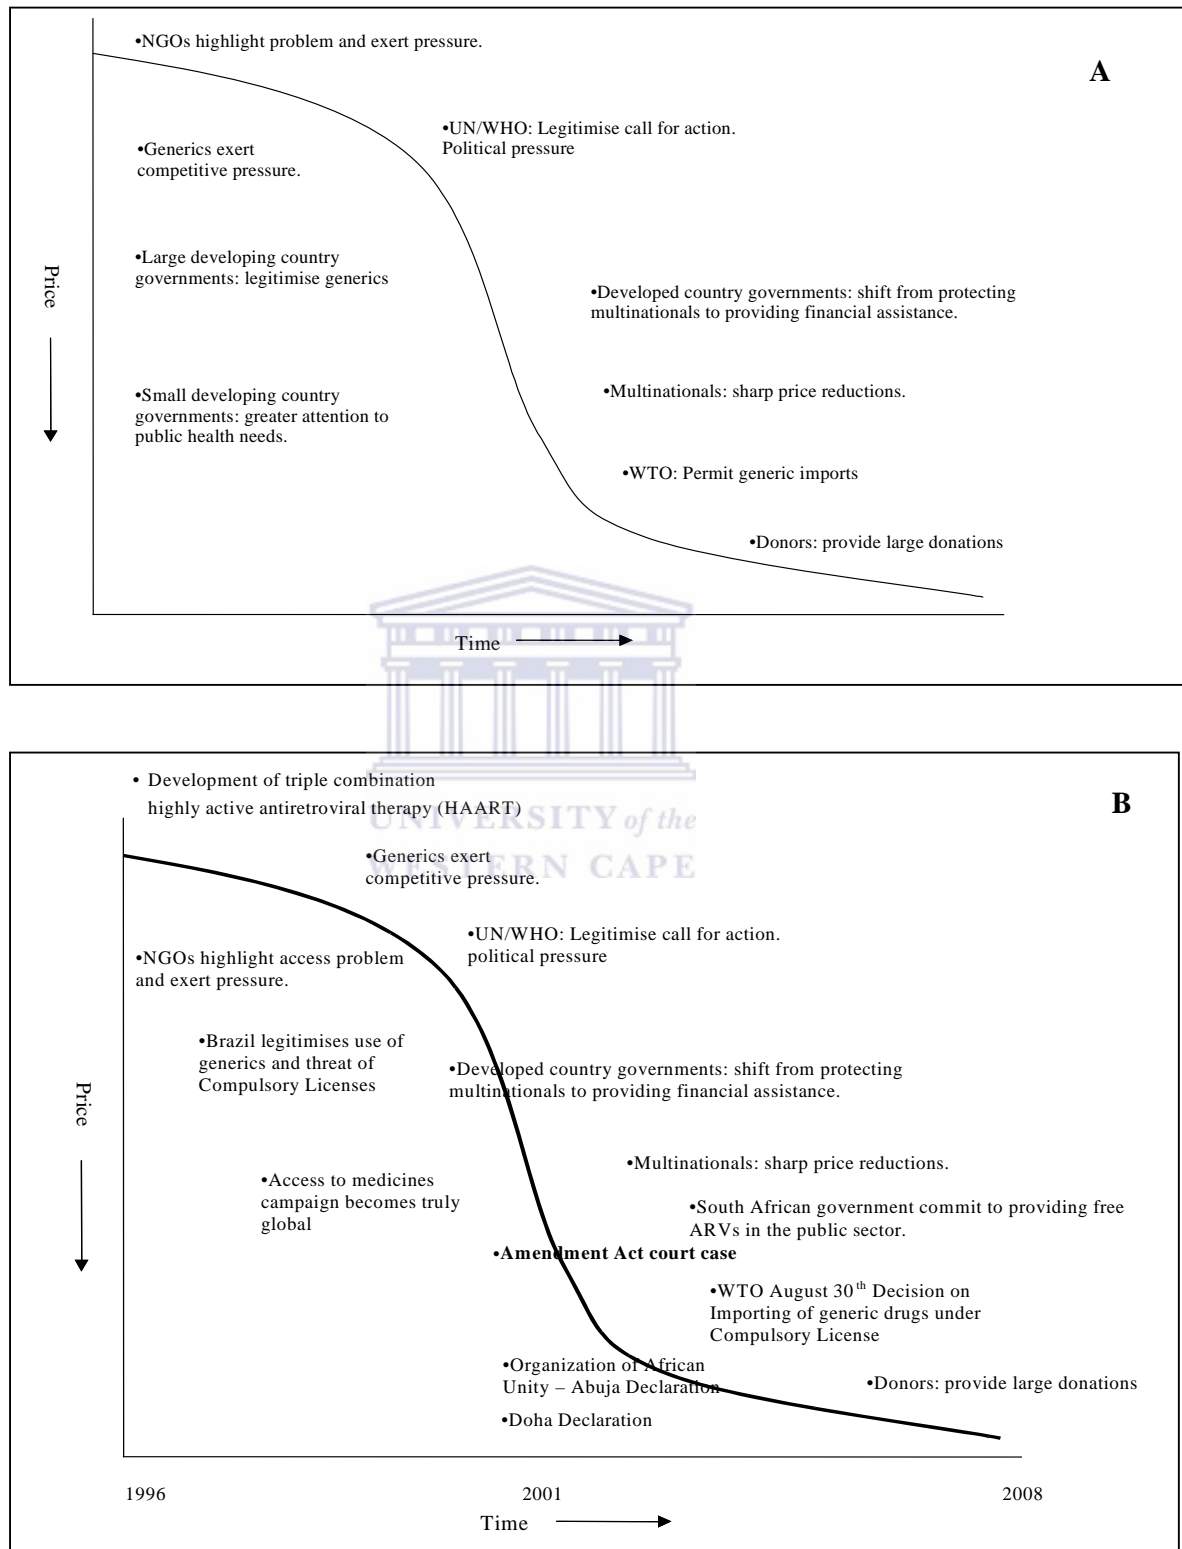 •NGOs highlight problem and exert pressure.
A
•UN/WHO: Legitimise call for action.
Political pressure
•Generics exert
competitive pressure.
•Large developing country
governments: legitimise generics
Price
•Developed country governments: shift from protecting
multinationals to providing financial assistance.
•Small developing country
governments: greater attention to
public health needs.
•Multinationals: sharp price reductions.
•WTO: Permit generic imports
•Donors: provide large donations
Time
• Development of triple combination
highly active antiretroviral therapy (HAART)
B
UNIVERSITY of the
WESTERN CAPE
•Generics exert
competitive pressure.
•UN/WHO: Legitimise call for action.
political pressure
•NGOs highlight access problem
and exert pressure.
•Brazil legitimises use of
generics and threat of
Compulsory Licenses
•Developed country governments: shift from protecting
multinationals to providing financial assistance.
Price
•Multinationals: sharp price reductions.
•Access to medicines
campaign becomes truly
global
•South African government commit to providing free
ARVs in the public sector.
•Amendment Act court case
•WTO August 30th Decision on
Importing of generic drugs under
Compulsory License
•Organization of African
Unity – Abuja Declaration
•Donors: provide large donations
•Doha Declaration
1996
2001
2008
Time